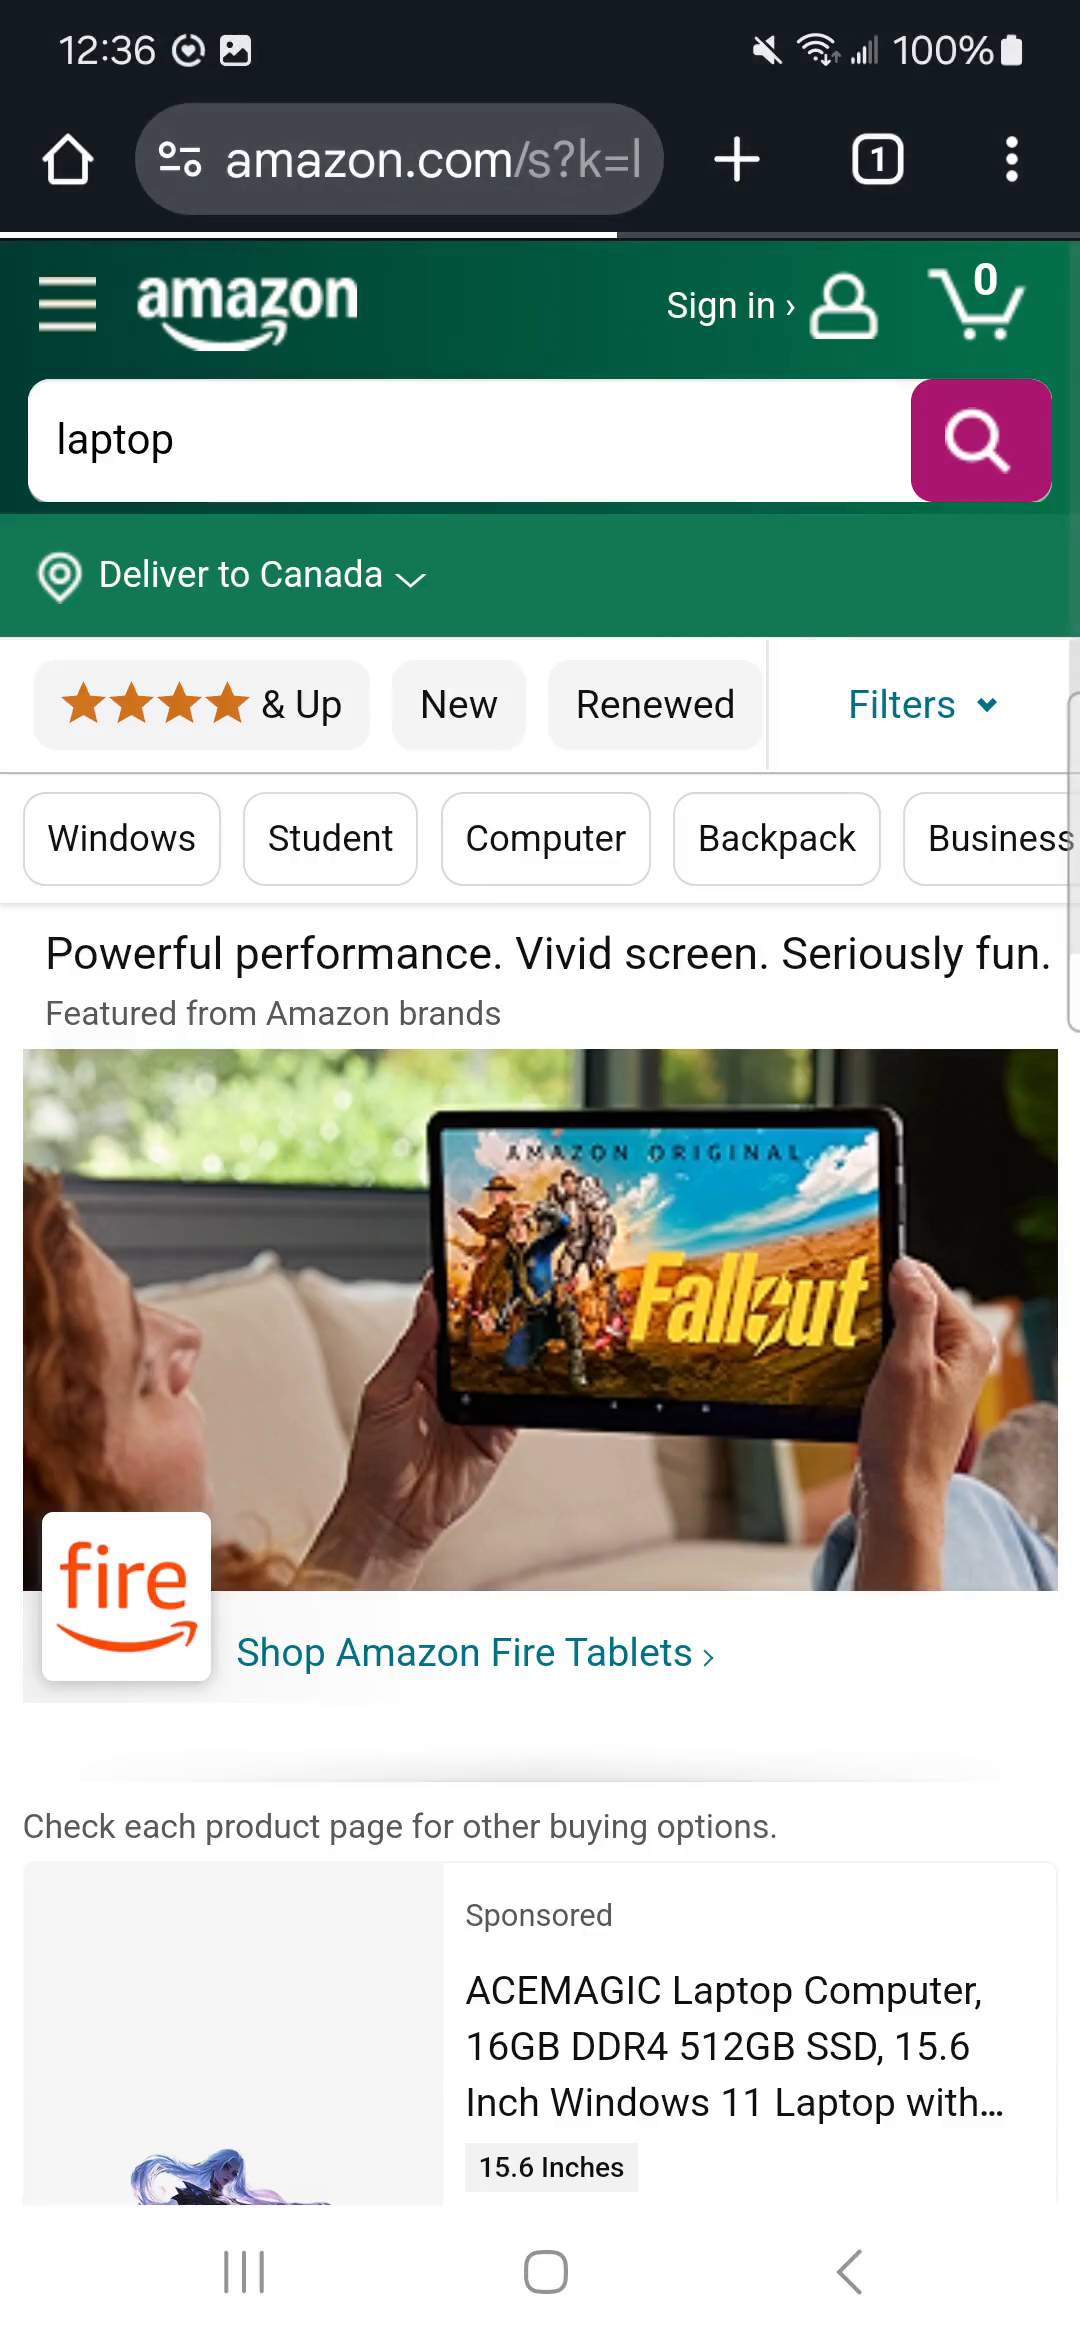 12:36
100%
amazon.com/s?k=l
1
amazon
Sign in ›
0
laptop
Deliver to Canada
& Up
New
Renewed
Filters
Windows
Student
Computer
Backpack
Business
Powerful performance. Vivid screen. Seriously fun.
Featured from Amazon brands
AMAZON ORIGINAL
Fallout
fire
Shop Amazon Fire Tablets ›
Check each product page for other buying options.
Sponsored
ACEMAGIC Laptop Computer,
16GB DDR4 512GB SSD, 15.6
Inch Windows 11 Laptop with...
15.6 Inches